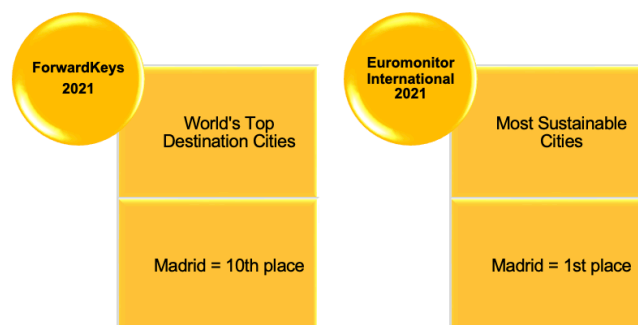 ForwardKeys
2021
World's Top
Destination Cities
Madrid = 10th place
Euromonitor
International
2021
Most Sustainable
Cities
Madrid = 1st place